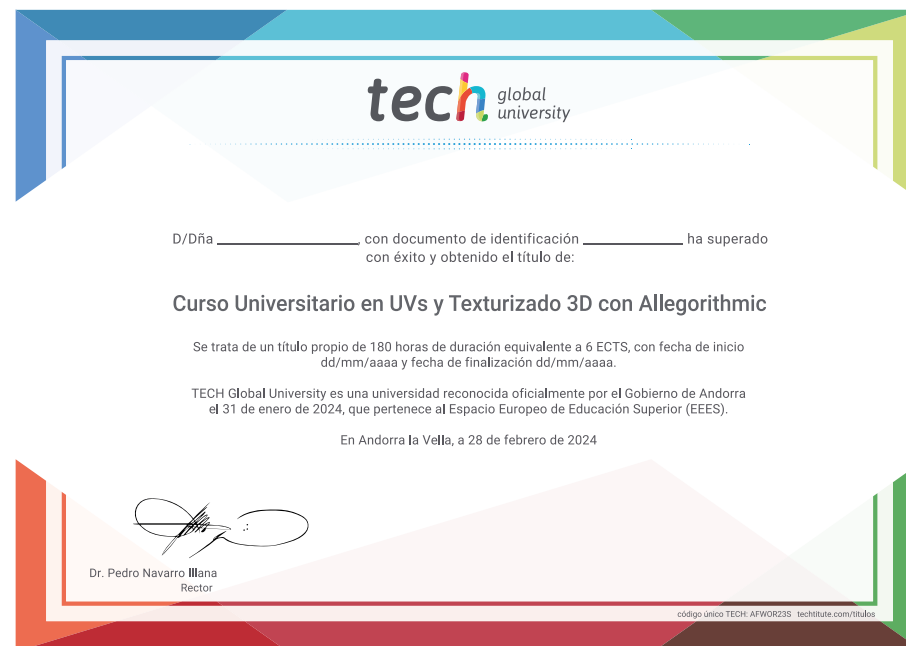 tech global
university
D/Dña ______________, con documento de identificación __________ ha superado
con éxito y obtenido el título de:
Curso Universitario en UVs y Texturizado 3D con Allegorithmic
Se trata de un título propio de 180 horas de duración equivalente a 6 ECTS, con fecha de inicio
dd/mm/aaaa y fecha de finalización dd/mm/aaaa.
TECH Global University es una universidad reconocida oficialmente por el Gobierno de Andorra
el 31 de enero de 2024, que pertenece al Espacio Europeo de Educación Superior (EEES).
En Andorra la Vella, a 28 de febrero de 2024
Dr. Pedro Navarro Illana
Rector
código único TECH: AFWOR23S techtitute.com/titulos